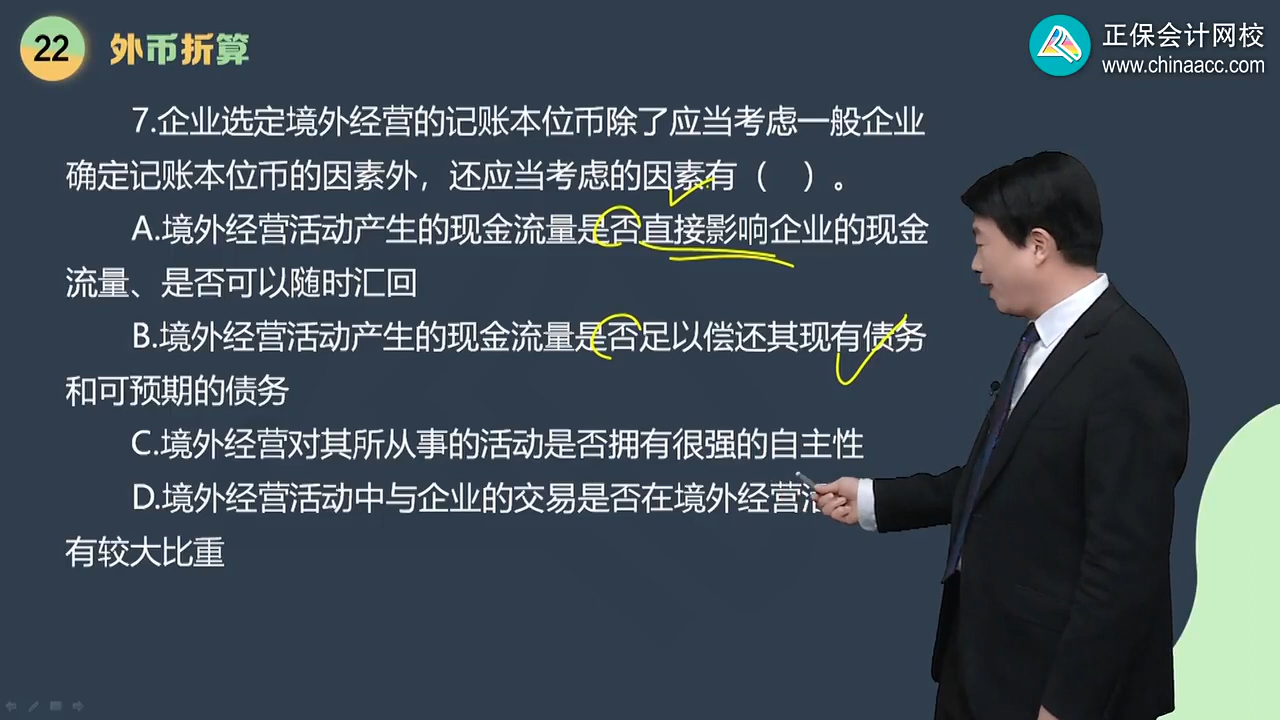 22 外币折算
正保会计网校
www.chinaacc.com
7.企业选定境外经营的记账本位币除了应当考虑一般企业
确定记账本位币的因素外，还应当考虑的因素有（ ）。
A.境外经营活动产生的现金流量是否直接影响企业的现金
流量、是否可以随时汇回
B.境外经营活动产生的现金流量是否足以偿还其现有债务
和可预期的债务
C.境外经营对其所从事的活动是否拥有很强的自主性
D.境外经营活动中与企业的交易是否在境外经营
有较大比重